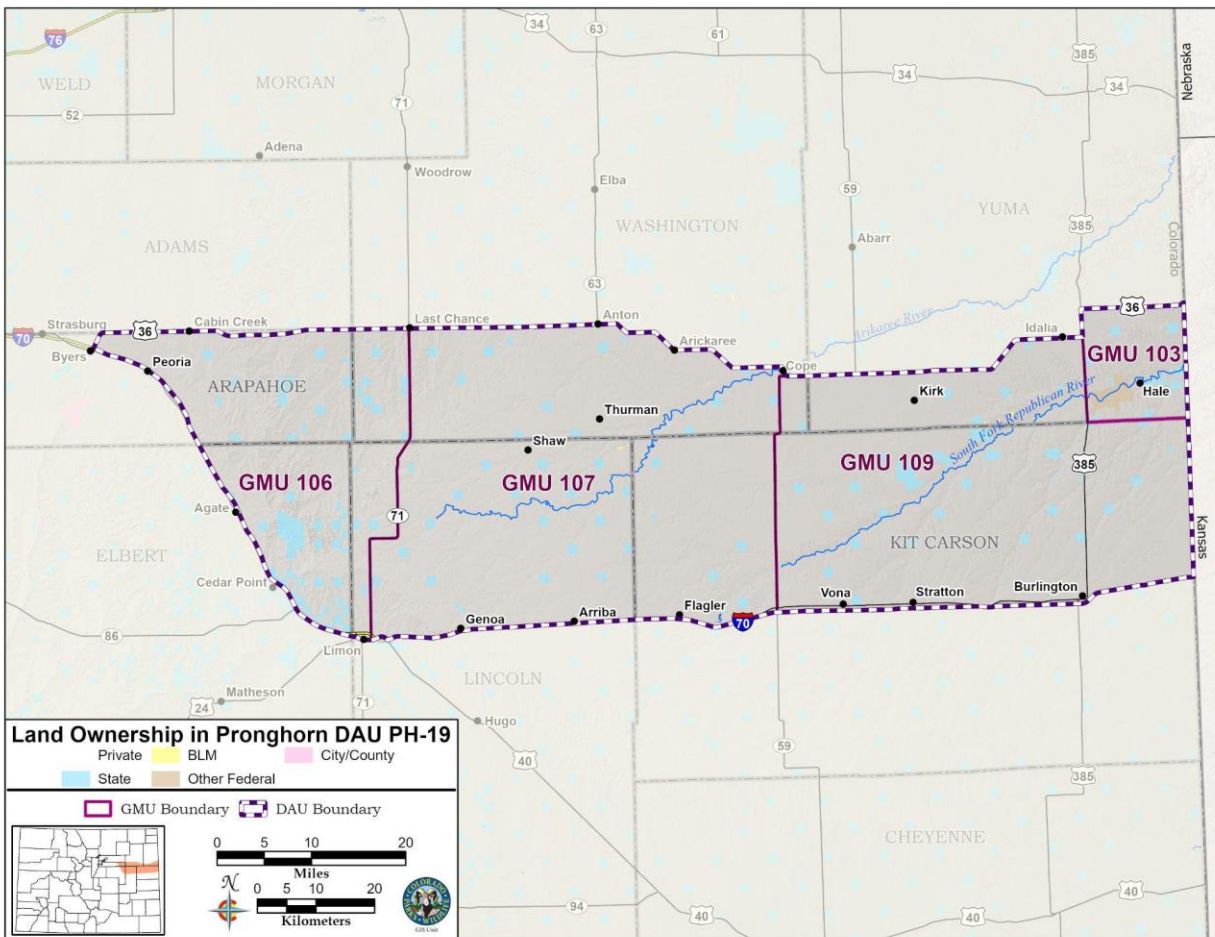 76
34
63
61
385
Nebraska
WELD
MORGAN
34
34
52
71
Adena
Woodrow
Elba
WASHINGTON
59
YUMA
ADAMS
385
Colorado
Abarr
63
Arikaree River
70
Strasburg
36
Cabin Creek
Last Chance
Anton
36
Byers
Peoria
Arickaree
Idalia
Cope
GMU 103
ARAPAHOE
Kirk
Hale
Thurman
South Fork Republican River
Shaw
GMU 106
GMU 107
GMU 109
385
Agate
71
Kansas
ELBERT
KIT CARSON
Cedar Point
Vona
Stratton
Burlington
Genoa
Arriba
Flagler
70
86
Limon
LINCOLN
Matheson
24
71
Hugo
Land Ownership in Pronghorn DAU PH-19
Private
BLM
City/County
State
Other Federal
GMU Boundary
DAU Boundary
40
59
385
CHEYENNE
0 5 10 20
Miles
N
0 5 10 20
Kilometers
COLORADO
PARKS & WILDLIFE
GIS Unit
94
40
40
40